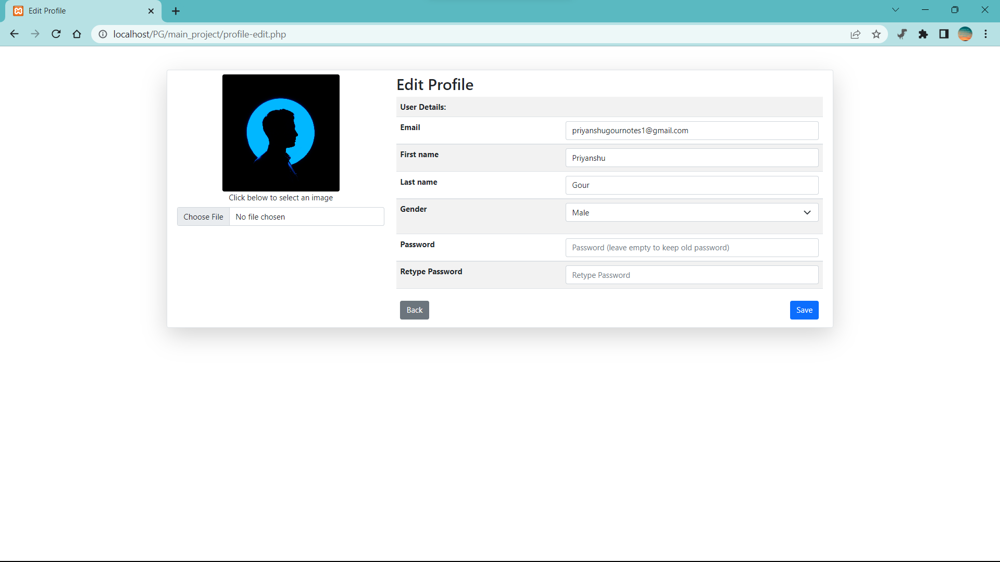 Edit Profile
localhost/PG/main_project/profile-edit.php
Click below to select an image
Choose File No file chosen
Edit Profile
User Details:
Email priyanshugournotes1@gmail.com
First name Priyanshu
Last name Gour
Gender Male
Password Password (leave empty to keep old password)
Retype Password Retype Password
Back Save